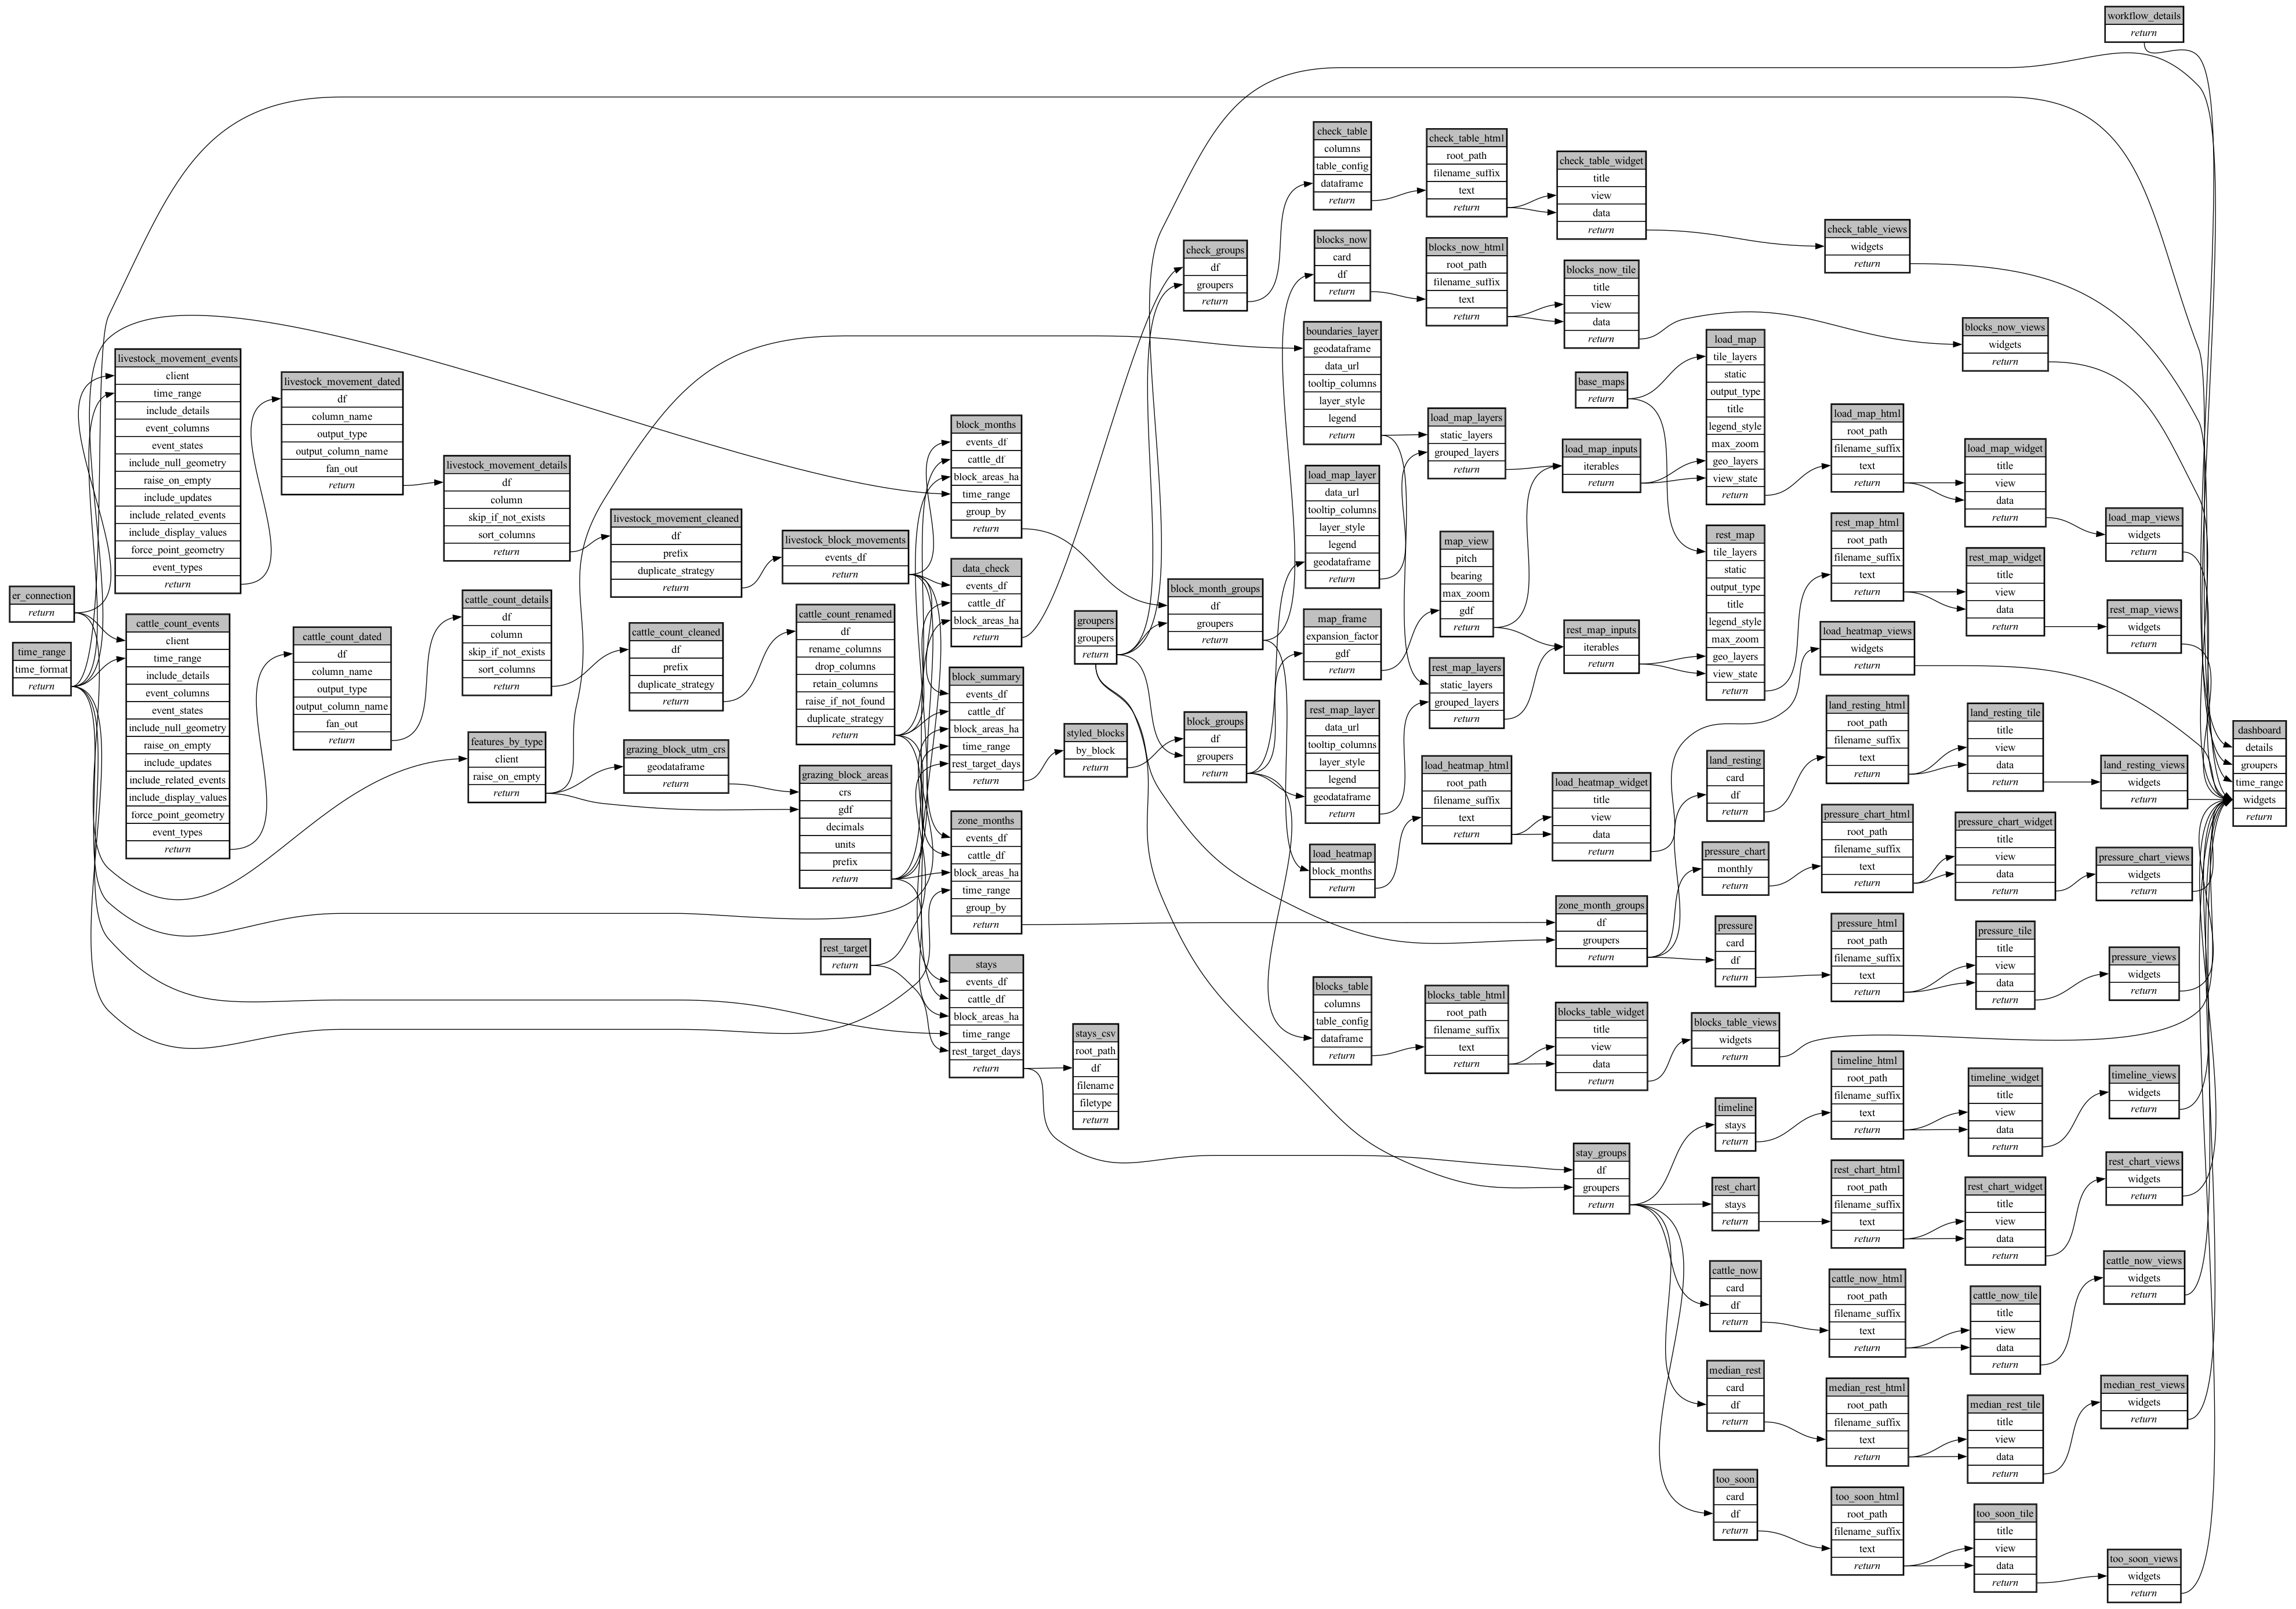 workflow_details
return
er_connection
return
time_range
time_format
return
livestock_movement_events
client
time_range
include_details
event_columns
event_states
include_null_geometry
raise_on_empty
include_updates
include_related_events
include_display_values
force_point_geometry
event_types
return
cattle_count_events
client
time_range
include_details
event_columns
event_states
include_null_geometry
raise_on_empty
include_updates
include_related_events
include_display_values
force_point_geometry
event_types
return
livestock_movement_dated
df
column_name
output_type
output_column_name
fan_out
return
cattle_count_dated
df
column_name
output_type
output_column_name
fan_out
return
livestock_movement_details
df
column
skip_if_not_exists
sort_columns
return
cattle_count_details
df
column
skip_if_not_exists
sort_columns
return
features_by_type
client
raise_on_empty
return
livestock_movement_cleaned
df
prefix
duplicate_strategy
return
cattle_count_cleaned
df
prefix
duplicate_strategy
return
grazing_block_utm_crs
geodataframe
return
livestock_block_movements
events_df
return
cattle_count_renamed
df
rename_columns
drop_columns
retain_columns
raise_if_not_found
duplicate_strategy
return
grazing_block_areas
crs
gdf
decimals
units
prefix
return
rest_target
return
block_months
events_df
cattle_df
block_areas_ha
time_range
group_by
return
data_check
events_df
cattle_df
block_areas_ha
return
block_summary
events_df
cattle_df
block_areas_ha
time_range
rest_target_days
return
zone_months
events_df
cattle_df
block_areas_ha
time_range
group_by
return
stays
events_df
cattle_df
block_areas_ha
time_range
rest_target_days
return
groupers
groupers
return
styled_blocks
by_block
return
stays_csv
root_path
df
filename
filetype
return
check_groups
df
groupers
return
block_month_groups
df
groupers
return
block_groups
df
groupers
return
check_table
columns
table_config
dataframe
return
blocks_now
card
df
return
boundaries_layer
geodataframe
data_url
tooltip_columns
layer_style
legend
return
load_map_layer
data_url
tooltip_columns
layer_style
legend
geodataframe
return
map_frame
expansion_factor
gdf
return
rest_map_layer
data_url
tooltip_columns
layer_style
legend
geodataframe
return
load_heatmap
block_months
return
blocks_table
columns
table_config
dataframe
return
check_table_html
root_path
filename_suffix
text
return
blocks_now_html
root_path
filename_suffix
text
return
load_map_layers
static_layers
grouped_layers
return
map_view
pitch
bearing
max_zoom
gdf
return
rest_map_layers
static_layers
grouped_layers
return
load_heatmap_html
root_path
filename_suffix
text
return
blocks_table_html
root_path
filename_suffix
text
return
check_table_widget
title
view
data
return
blocks_now_tile
title
view
data
return
base_maps
return
load_map_inputs
iterables
return
rest_map_inputs
iterables
return
load_heatmap_widget
title
view
data
return
zone_month_groups
df
groupers
return
blocks_table_widget
title
view
data
return
stay_groups
df
groupers
return
load_map
tile_layers
static
output_type
title
legend_style
max_zoom
geo_layers
view_state
return
rest_map
tile_layers
static
output_type
title
legend_style
max_zoom
geo_layers
view_state
return
land_resting
card
df
return
pressure_chart
monthly
return
pressure
card
df
return
blocks_table_views
widgets
return
timeline
stays
return
rest_chart
stays
return
cattle_now
card
df
return
median_rest
card
df
return
too_soon
card
df
return
check_table_views
widgets
return
load_map_html
root_path
filename_suffix
text
return
rest_map_html
root_path
filename_suffix
text
return
load_heatmap_views
widgets
return
land_resting_html
root_path
filename_suffix
text
return
pressure_chart_html
root_path
filename_suffix
text
return
pressure_html
root_path
filename_suffix
text
return
timeline_html
root_path
filename_suffix
text
return
rest_chart_html
root_path
filename_suffix
text
return
cattle_now_html
root_path
filename_suffix
text
return
median_rest_html
root_path
filename_suffix
text
return
too_soon_html
root_path
filename_suffix
text
return
blocks_now_views
widgets
return
load_map_widget
title
view
data
return
rest_map_widget
title
view
data
return
land_resting_tile
title
view
data
return
pressure_chart_widget
title
view
data
return
pressure_tile
title
view
data
return
timeline_widget
title
view
data
return
rest_chart_widget
title
view
data
return
cattle_now_tile
title
view
data
return
median_rest_tile
title
view
data
return
too_soon_tile
title
view
data
return
load_map_views
widgets
return
rest_map_views
widgets
return
land_resting_views
widgets
return
pressure_chart_views
widgets
return
pressure_views
widgets
return
timeline_views
widgets
return
rest_chart_views
widgets
return
cattle_now_views
widgets
return
median_rest_views
widgets
return
too_soon_views
widgets
return
dashboard
details
groupers
time_range
widgets
return